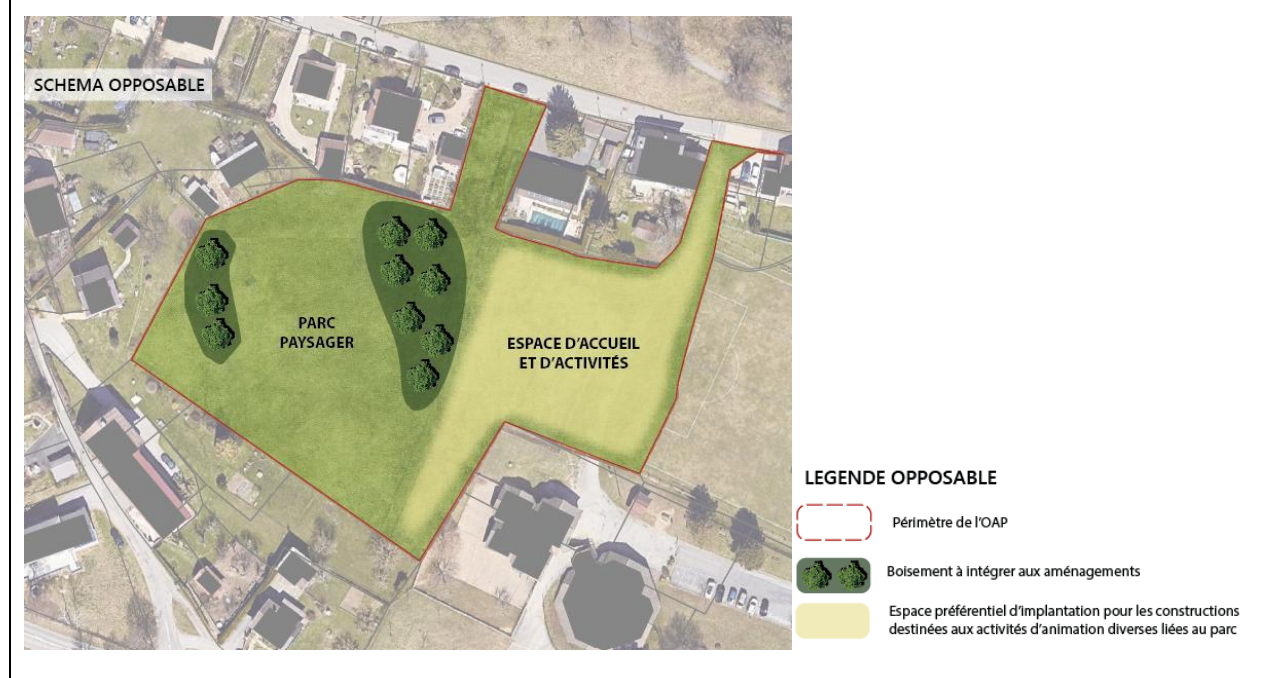 SCHEMA OPPOSABLE
PARC
PAYSAGER
ESPACE D'ACCUEIL
ET D'ACTIVITÉS
LEGENDE OPPOSABLE
Périmètre de l'OAP
Boisement à intégrer aux aménagements
Espace préférentiel d'implantation pour les constructions
destinées aux activités d'animation diverses liées au parc